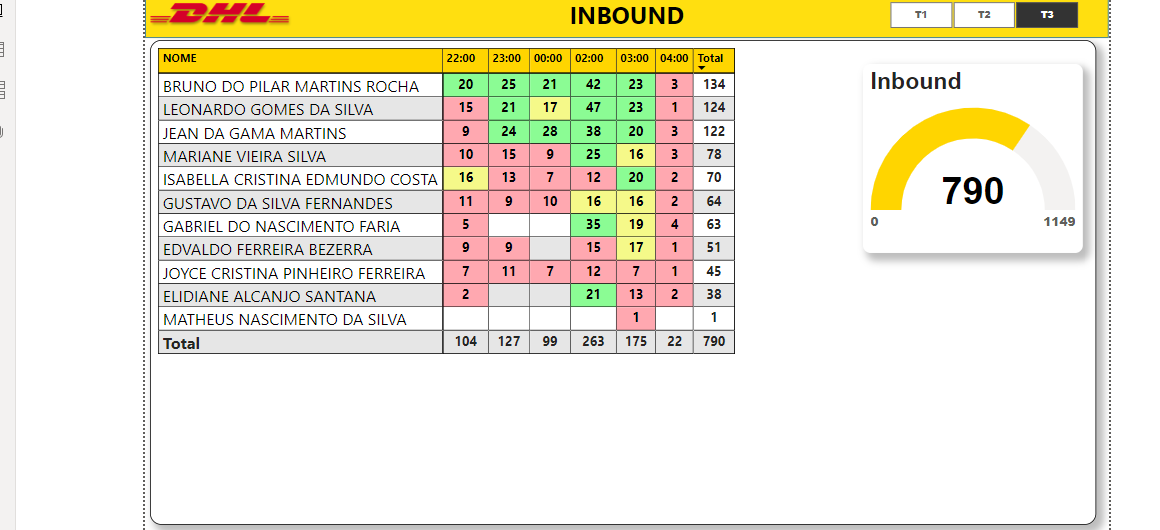 DHL INBOUND T1 T2 T3
NOME 22:00 23:00 00:00 02:00 03:00 04:00 Total
BRUNO DO PILAR MARTINS ROCHA 20 25 21 42 23 3 134
LEONARDO GOMES DA SILVA 15 21 17 47 23 1 124
JEAN DA GAMA MARTINS 9 24 28 38 20 3 122
MARIANE VIEIRA SILVA 10 15 9 25 16 3 78
ISABELLA CRISTINA EDMUNDO COSTA 16 13 7 12 20 2 70
GUSTAVO DA SILVA FERNANDES 11 9 10 16 16 2 64
GABRIEL DO NASCIMENTO FARIA 5 35 19 4 63
EDVALDO FERREIRA BEZERRA 9 9 15 17 1 51
JOYCE CRISTINA PINHEIRO FERREIRA 7 11 7 12 7 1 45
ELIDIANE ALCANJO SANTANA 2 21 13 2 38
MATHEUS NASCIMENTO DA SILVA 1 1
Total 104 127 99 263 175 22 790
Inbound
790
0 1149